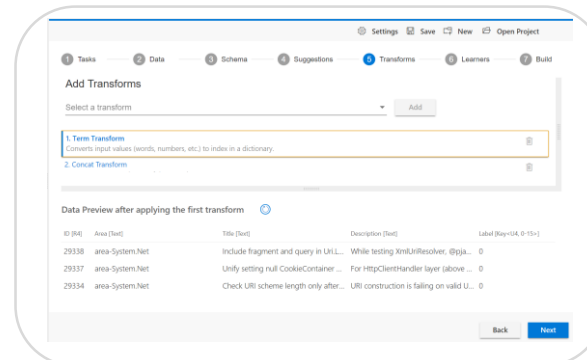 Settings Save New Open Project
1 Tasks 2 Data 3 Schema 4 Suggestions 5 Transforms 6 Learners 7 Build
Add Transforms
Select a transform Add
1. Term Transform
Converts input values (words, numbers, etc.) to index in a dictionary.
2. Concat Transform
Data Preview after applying the first transform
ID [R4] Area [Text] Title [Text] Description [Text] Label [Key<U4, 0-15>]
29338 area-System.Net Include fragment and query in Uri.L... While testing XmlUriResolver, @pja... 0
29337 area-System.Net Unify setting null CookieContainer ... For HttpClientHandler layer (above ... 0
29334 area-System.Net Check URI scheme length only after... URI construction is failing on valid U... 0
Back Next